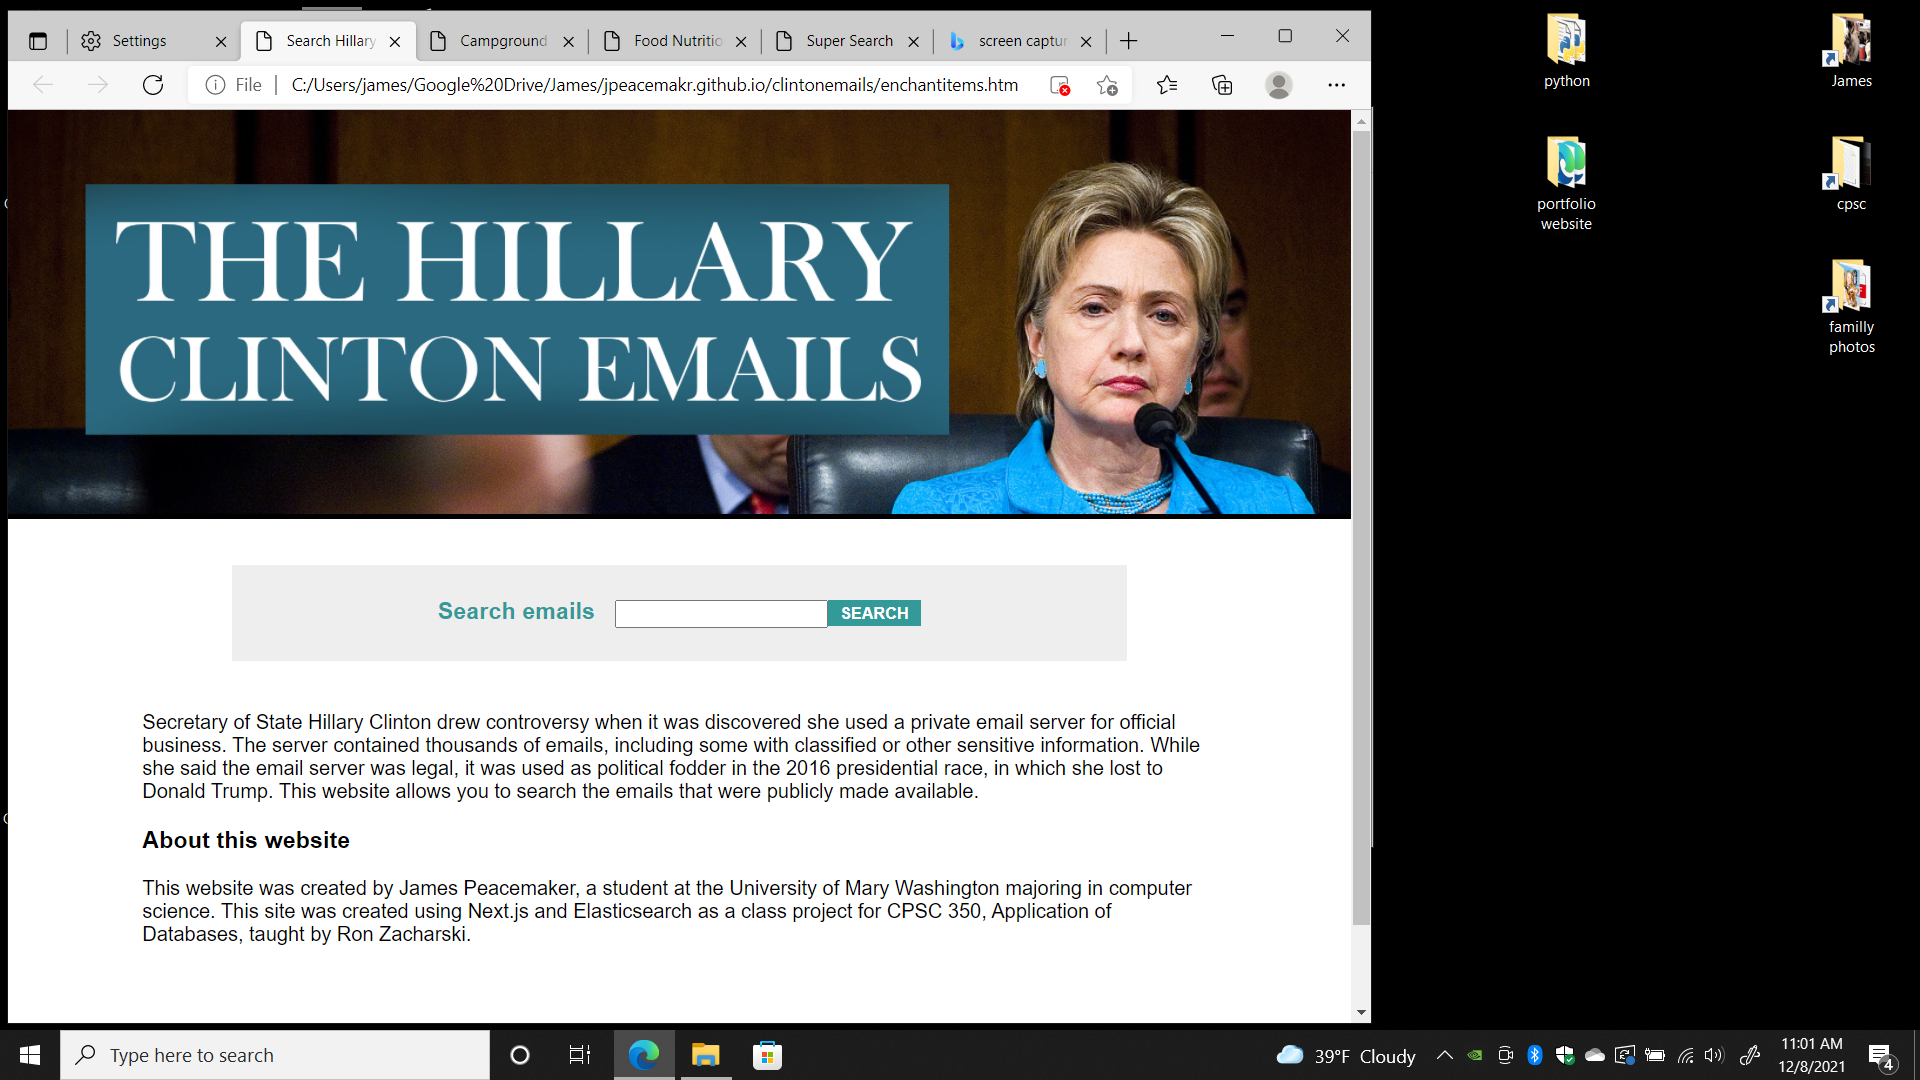 Settings
Search Hillary
Campground
Food Nutritio
Super Search
screen captur
File
C:/Users/james/Google%20Drive/James/jpeacemakr.github.io/clintonemails/enchantitems.htm
python
James
portfolio
website
cpsc
familly
photos
THE HILLARY
CLINTON EMAILS
Search emails
SEARCH
Secretary of State Hillary Clinton drew controversy when it was discovered she used a private email server for official
business. The server contained thousands of emails, including some with classified or other sensitive information. While
she said the email server was legal, it was used as political fodder in the 2016 presidential race, in which she lost to
Donald Trump. This website allows you to search the emails that were publicly made available.
About this website
This website was created by James Peacemaker, a student at the University of Mary Washington majoring in computer
science. This site was created using Next.js and Elasticsearch as a class project for CPSC 350, Application of
Databases, taught by Ron Zacharski.
Type here to search
39°F Cloudy
11:01 AM
12/8/2021
4